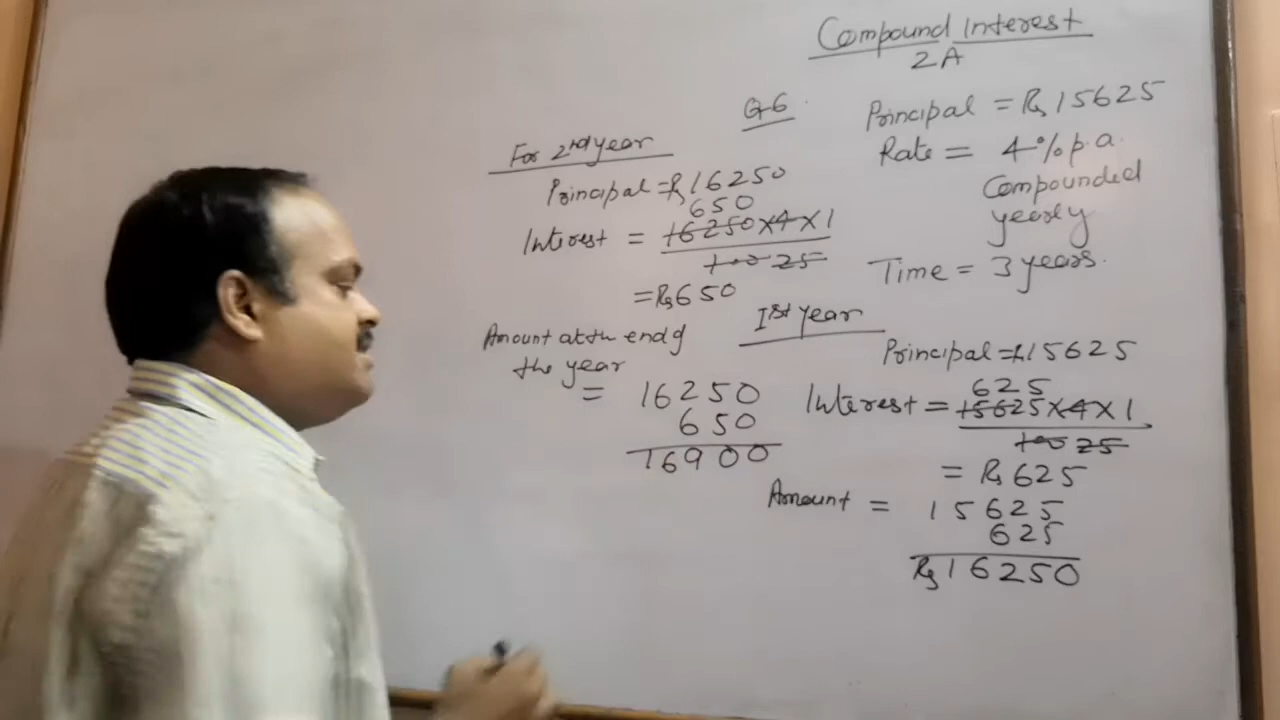 Compound Interest
2A
Q-6
Principal = Rs 15625
Rate = 4% p.a.
Compounded
yearly
Time = 3 years.
Ist year
Principal = Rs 15625
625
Interest = 15625×4×1
100 25
= Rs 625
Amount = 15625
625
Rs 16250
For 2nd year
Principal = Rs 16250
650
Interest = 16250×4×1
100 25
= Rs 650
Amount at the end of
the year
= 16250
650
16900